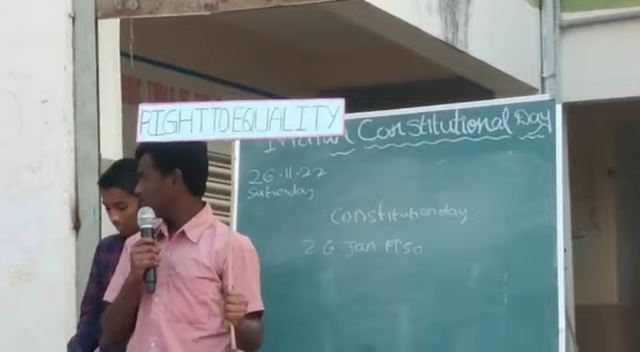 RIGHT TO EQUALITY
Indian Constitutional Day
26.11.22
Saturday
Constitution day
26 Jan 1950